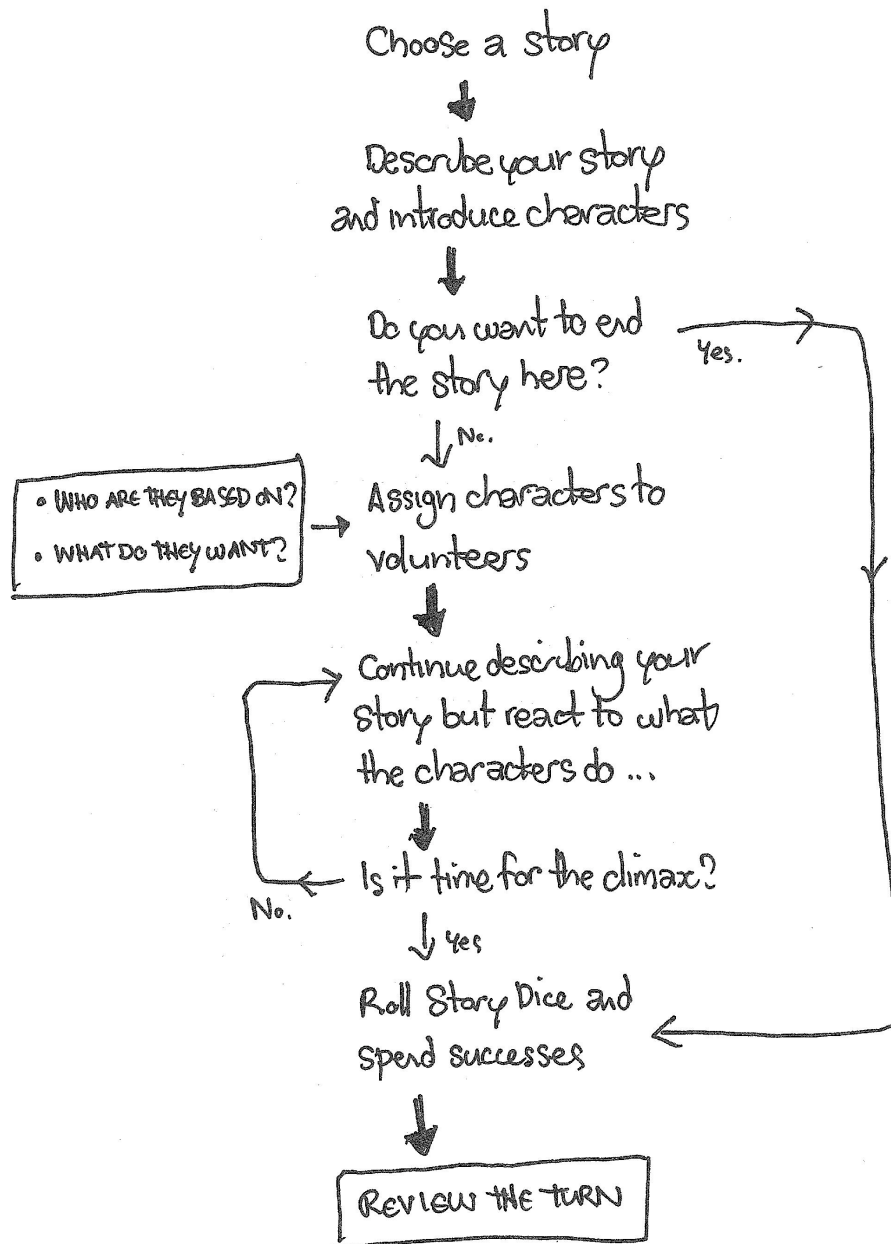 Choose a story
Describe your story
and introduce characters
Do you want to end
the story here?
Yes.
No.
• WHO ARE THEY BASED ON?
• WHAT DO THEY WANT?
Assign characters to
volunteers
Continue describing your
story but react to what
the characters do ...
Is it time for the climax?
No.
Yes
Roll Story Dice and
spend successes
REVIEW THE TURN